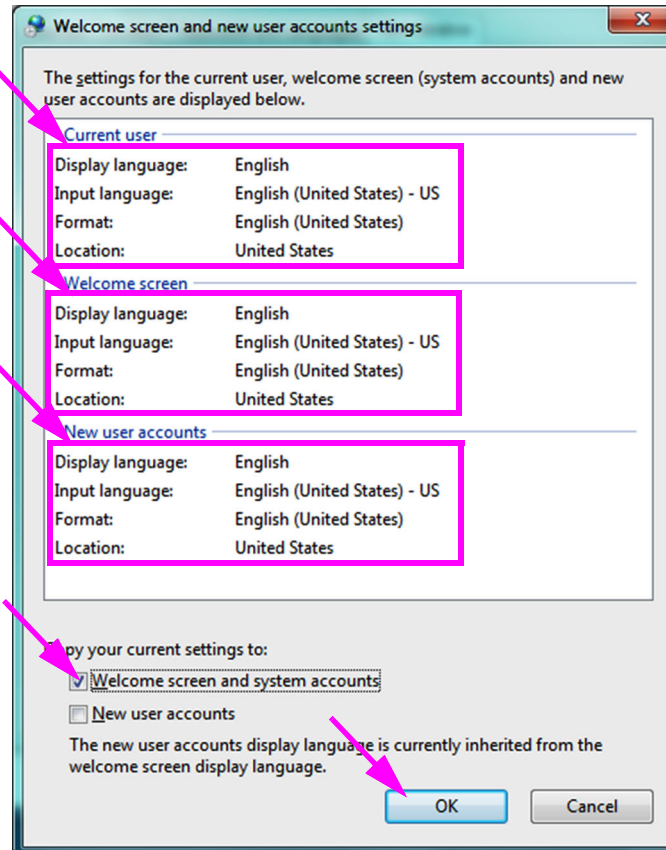 Welcome screen and new user accounts settings
The settings for the current user, welcome screen (system accounts) and new
user accounts are displayed below.
Current user
Display language: English
Input language: English (United States) - US
Format: English (United States)
Location: United States
Welcome screen
Display language: English
Input language: English (United States) - US
Format: English (United States)
Location: United States
New user accounts
Display language: English
Input language: English (United States) - US
Format: English (United States)
Location: United States
Copy your current settings to:
Welcome screen and system accounts
New user accounts
The new user accounts display language is currently inherited from the
welcome screen display language.
OK Cancel